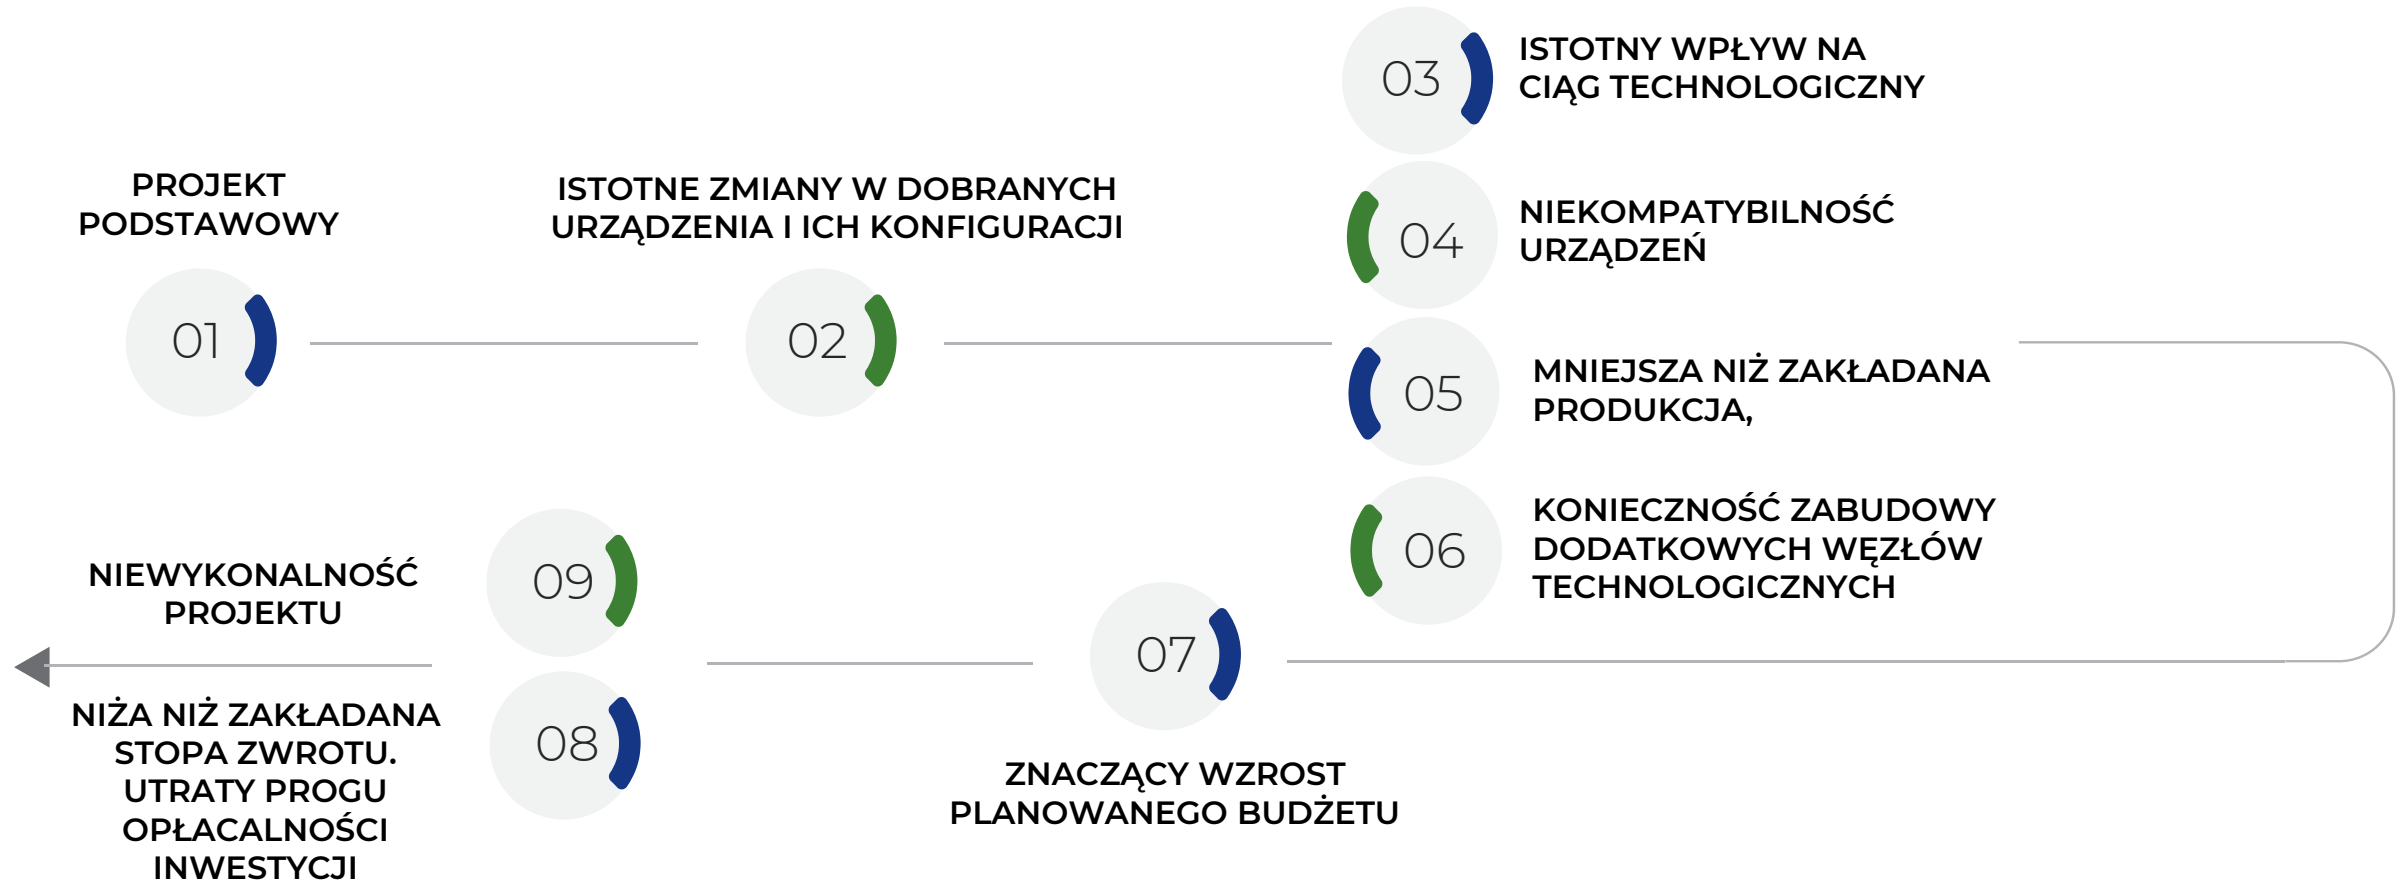 PROJEKT
PODSTAWOWY
01
ISTOTNE ZMIANY W DOBRANYCH
URZĄDZENIA I ICH KONFIGURACJI
02
03
ISTOTNY WPŁYW NA
CIĄG TECHNOLOGICZNY
04
NIEKOMPATYBILNOŚĆ
URZĄDZEŃ
05
MNIEJSZA NIŻ ZAKŁADANA
PRODUKCJA,
06
KONIECZNOŚĆ ZABUDOWY
DODATKOWYCH WĘZŁÓW
TECHNOLOGICZNYCH
07
ZNACZĄCY WZROST
PLANOWANEGO BUDŻETU
08
NIŻA NIŻ ZAKŁADANA
STOPA ZWROTU.
UTRATY PROGU
OPŁACALNOŚCI
INWESTYCJI
09
NIEWYKONALNOŚĆ
PROJEKTU